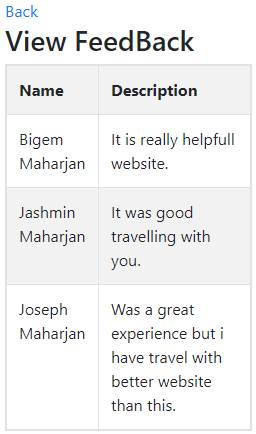 Back
View FeedBack
Name Description
Bigem It is really helpfull
Maharjan website.
Jashmin It was good
Maharjan travelling with
you.
Joseph Was a great
Maharjan experience but i
have travel with
better website
than this.